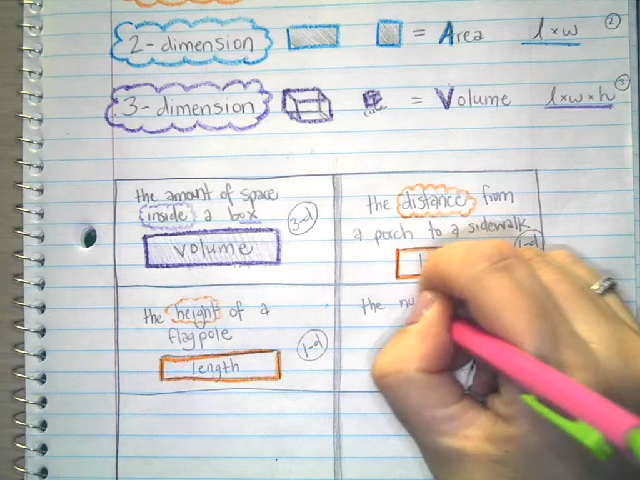 2-dimension = Area l×w ②
3-dimension = Volume l×w×h
the amount of space
inside a box
3-d
volume
the distance from
a porch to a sidewalk
1-d
the height of a
flagpole
1-d
length
the